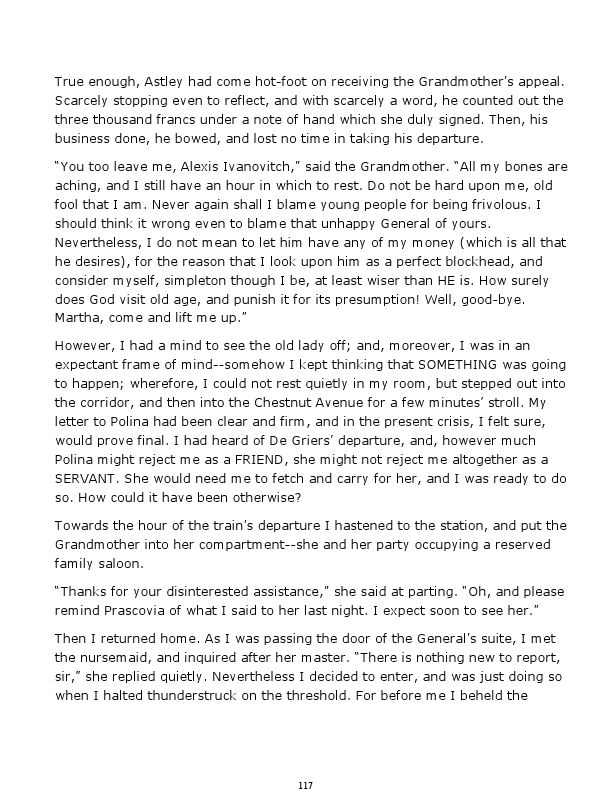 True enough, Astley had come hot-foot on receiving the Grandmother’s appeal.
Scarcely stopping even to reflect, and with scarcely a word, he counted out the
three thousand francs under a note of hand which she duly signed. Then, his
business done, he bowed, and lost no time in taking his departure.
“You too leave me, Alexis Ivanovitch,” said the Grandmother. “All my bones are
aching, and I still have an hour in which to rest. Do not be hard upon me, old
fool that I am. Never again shall I blame young people for being frivolous. I
should think it wrong even to blame that unhappy General of yours.
Nevertheless, I do not mean to let him have any of my money (which is all that
he desires), for the reason that I look upon him as a perfect blockhead, and
consider myself, simpleton though I be, at least wiser than HE is. How surely
does God visit old age, and punish it for its presumption! Well, good-bye.
Martha, come and lift me up.”
However, I had a mind to see the old lady off; and, moreover, I was in an
expectant frame of mind--somehow I kept thinking that SOMETHING was going
to happen; wherefore, I could not rest quietly in my room, but stepped out into
the corridor, and then into the Chestnut Avenue for a few minutes’ stroll. My
letter to Polina had been clear and firm, and in the present crisis, I felt sure,
would prove final. I had heard of De Griers’ departure, and, however much
Polina might reject me as a FRIEND, she might not reject me altogether as a
SERVANT. She would need me to fetch and carry for her, and I was ready to do
so. How could it have been otherwise?
Towards the hour of the train’s departure I hastened to the station, and put the
Grandmother into her compartment--she and her party occupying a reserved
family saloon.
“Thanks for your disinterested assistance,” she said at parting. “Oh, and please
remind Prascovia of what I said to her last night. I expect soon to see her.”
Then I returned home. As I was passing the door of the General’s suite, I met
the nursemaid, and inquired after her master. “There is nothing new to report,
sir,” she replied quietly. Nevertheless I decided to enter, and was just doing so
when I halted thunderstruck on the threshold. For before me I beheld the
117